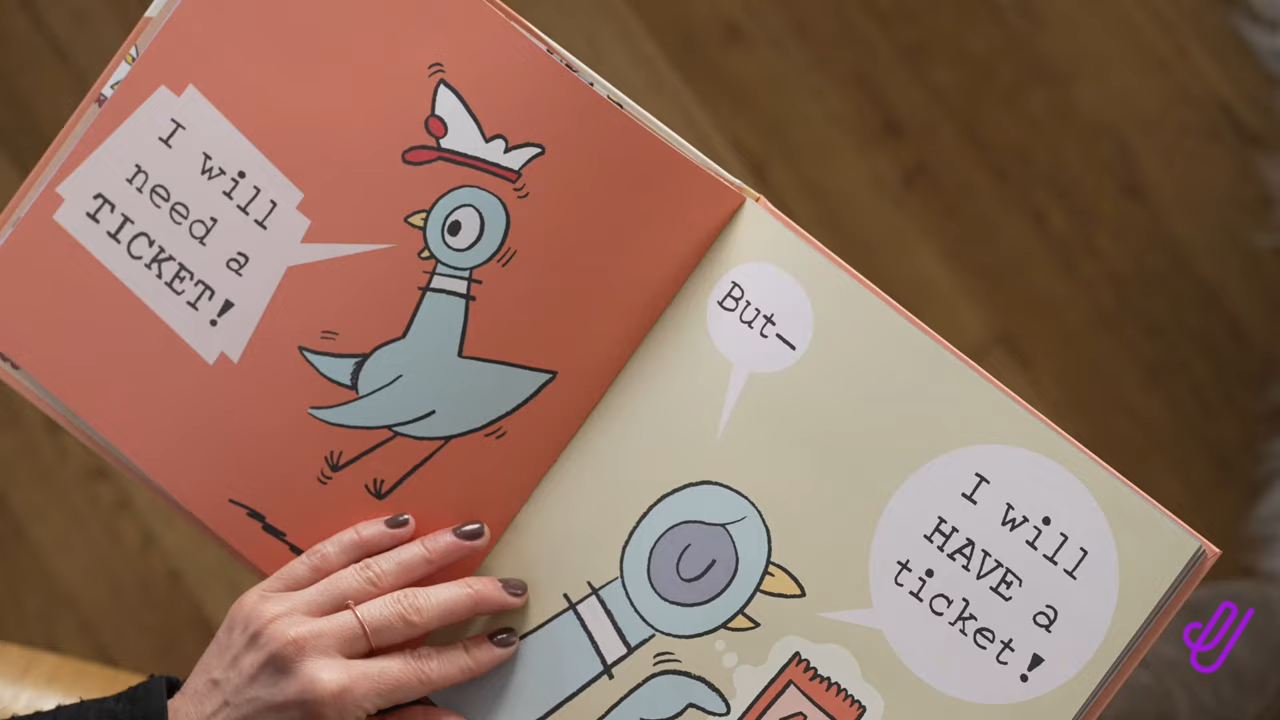 I will
need a
TICKET!
But—
I will
HAVE a
ticket!